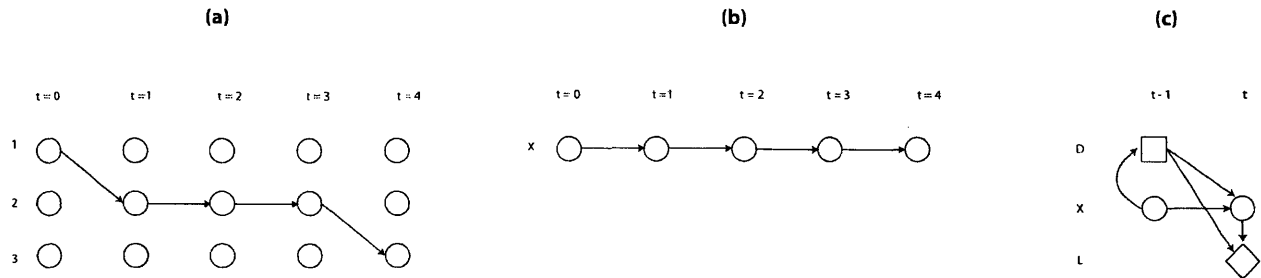 (a) (b) (c)
t = 0 t = 1 t = 2 t = 3 t = 4 t = 0 t = 1 t = 2 t = 3 t = 4 t - 1 t
1 X D
2 X
3 L